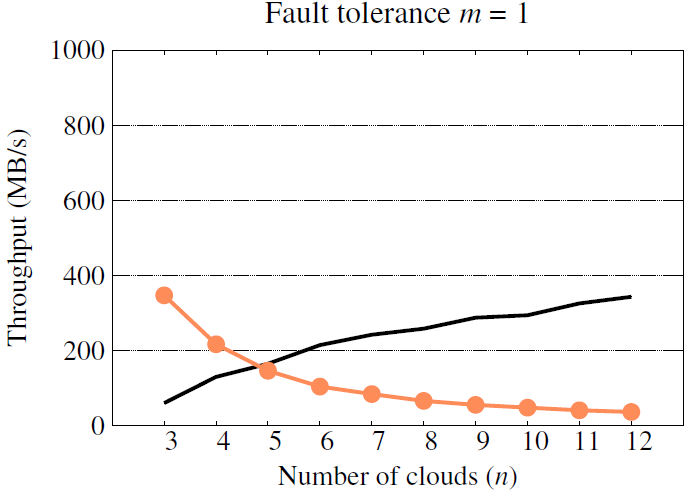 Fault tolerance m = 1
1000
800
600
400
200
0
Throughput (MB/s)
3 4 5 6 7 8 9 10 11 12
Number of clouds (n)